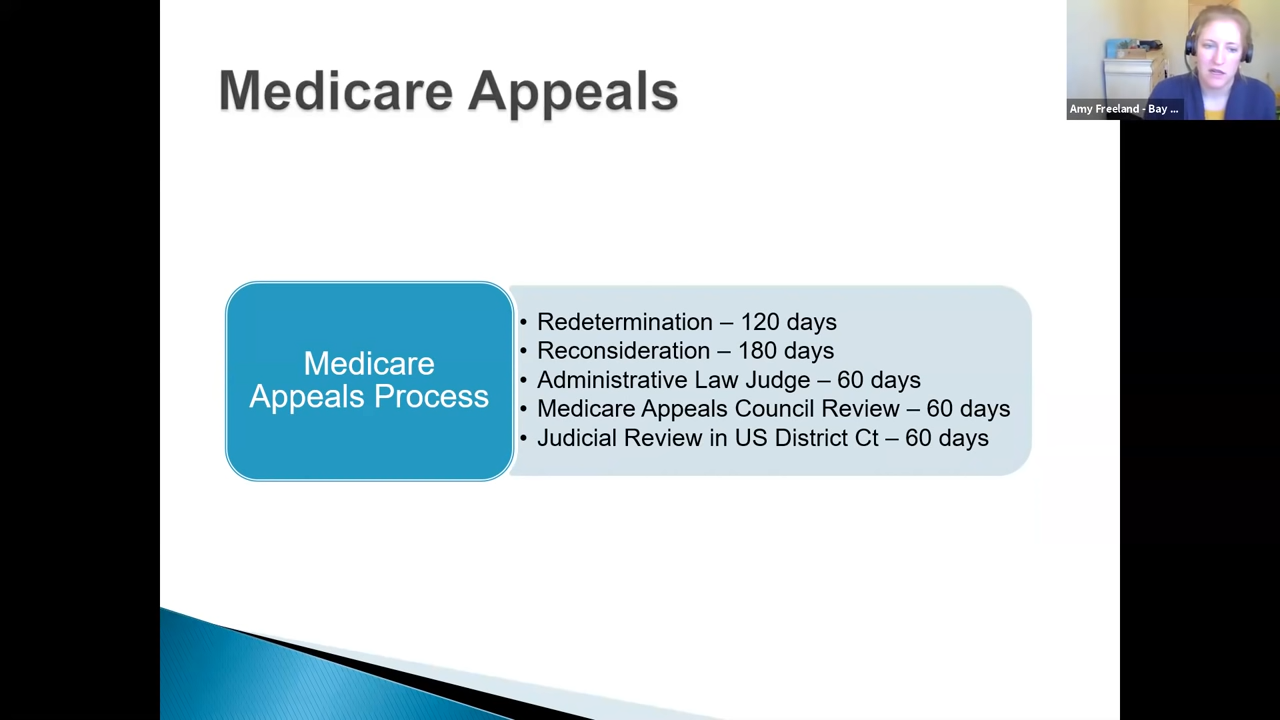 Medicare Appeals
Amy Freeland - Bay ...
Medicare
Appeals Process
• Redetermination – 120 days
• Reconsideration – 180 days
• Administrative Law Judge – 60 days
• Medicare Appeals Council Review – 60 days
• Judicial Review in US District Ct – 60 days